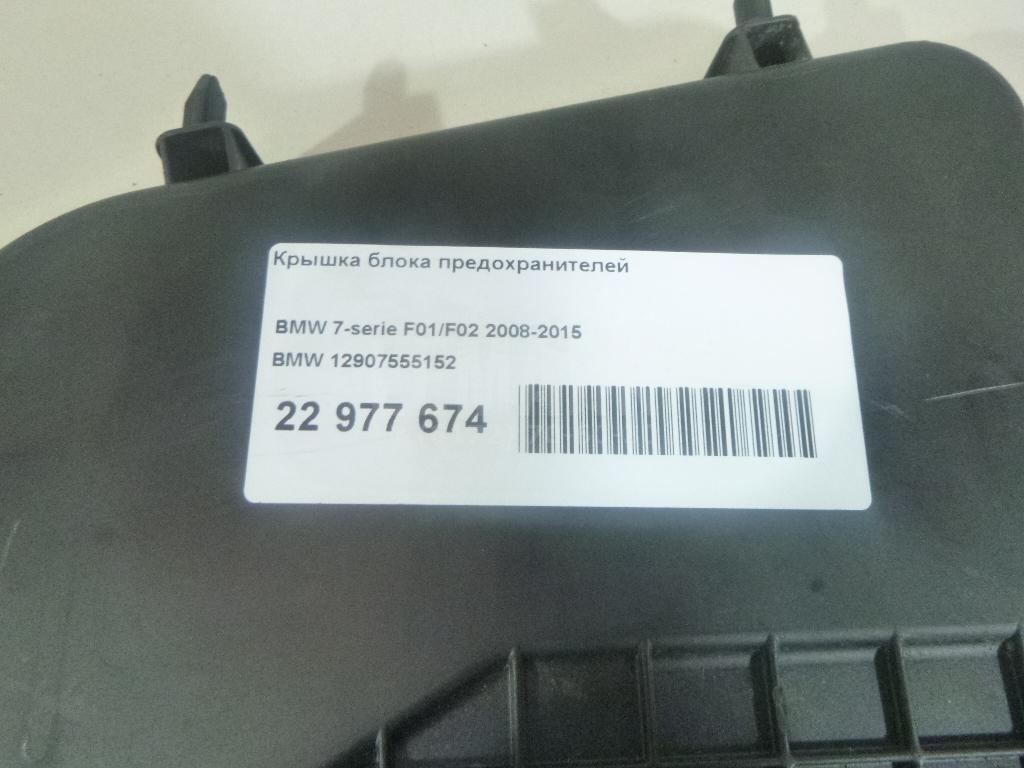 Крышка блока предохранителей
BMW 7-serie F01/F02 2008-2015
BMW 12907555152
22 977 674